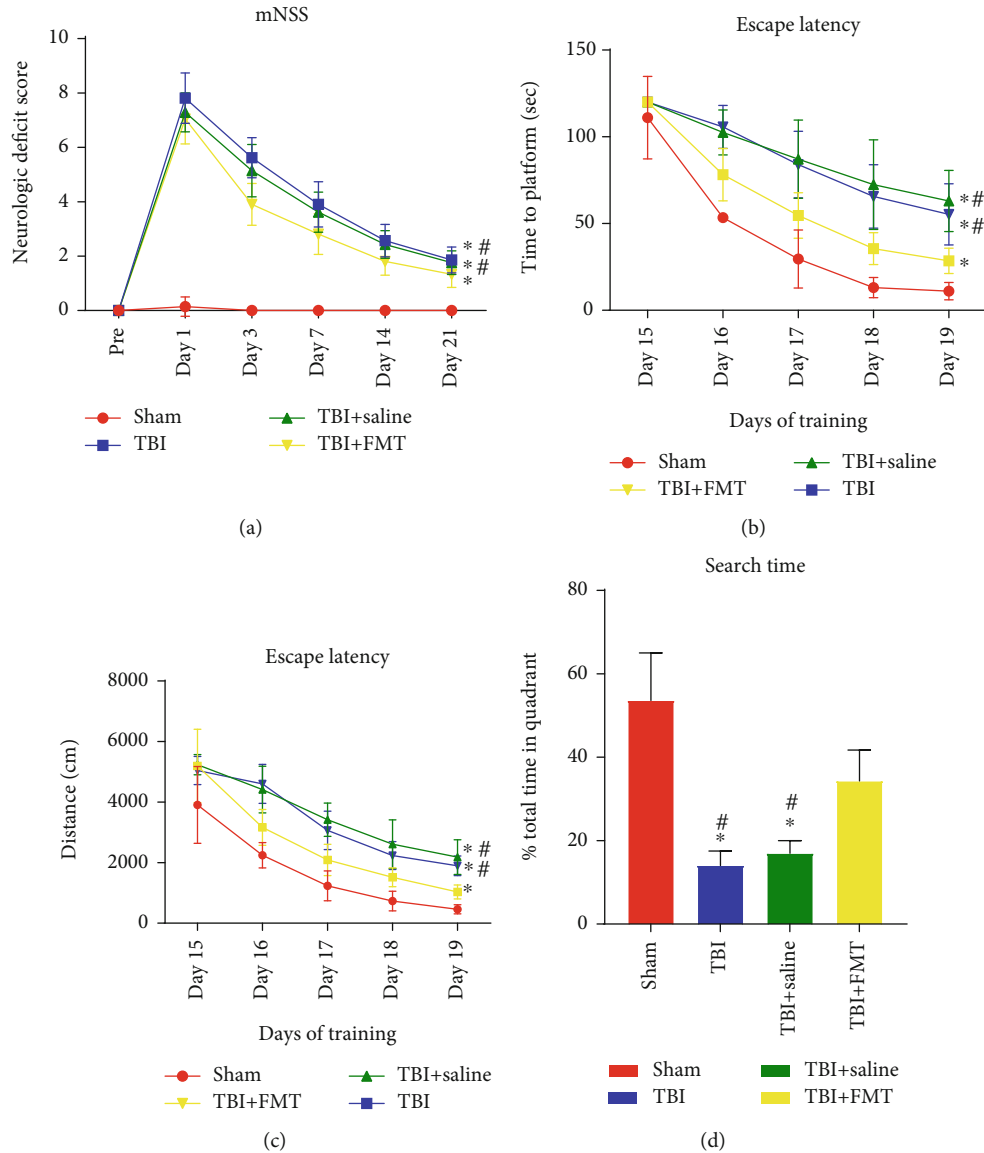 mNSS
Neurologic deficit score
10
8
6
4
2
0
* #
* #
*
Pre
Day 1
Day 3
Day 7
Day 14
Day 21
Sham
TBI+saline
TBI
TBI+FMT
(a)
Escape latency
Time to platform (sec)
150
100
50
0
* #
* #
*
Day 15
Day 16
Day 17
Day 18
Day 19
Days of training
Sham
TBI+saline
TBI+FMT
TBI
(b)
Escape latency
Distance (cm)
8000
6000
4000
2000
0
* #
* #
*
Day 15
Day 16
Day 17
Day 18
Day 19
Days of training
Sham
TBI+saline
TBI+FMT
TBI
(c)
Search time
% total time in quadrant
80
60
40
20
0
#
*
#
*
Sham
TBI
TBI+saline
TBI+FMT
Sham
TBI+saline
TBI
TBI+FMT
(d)